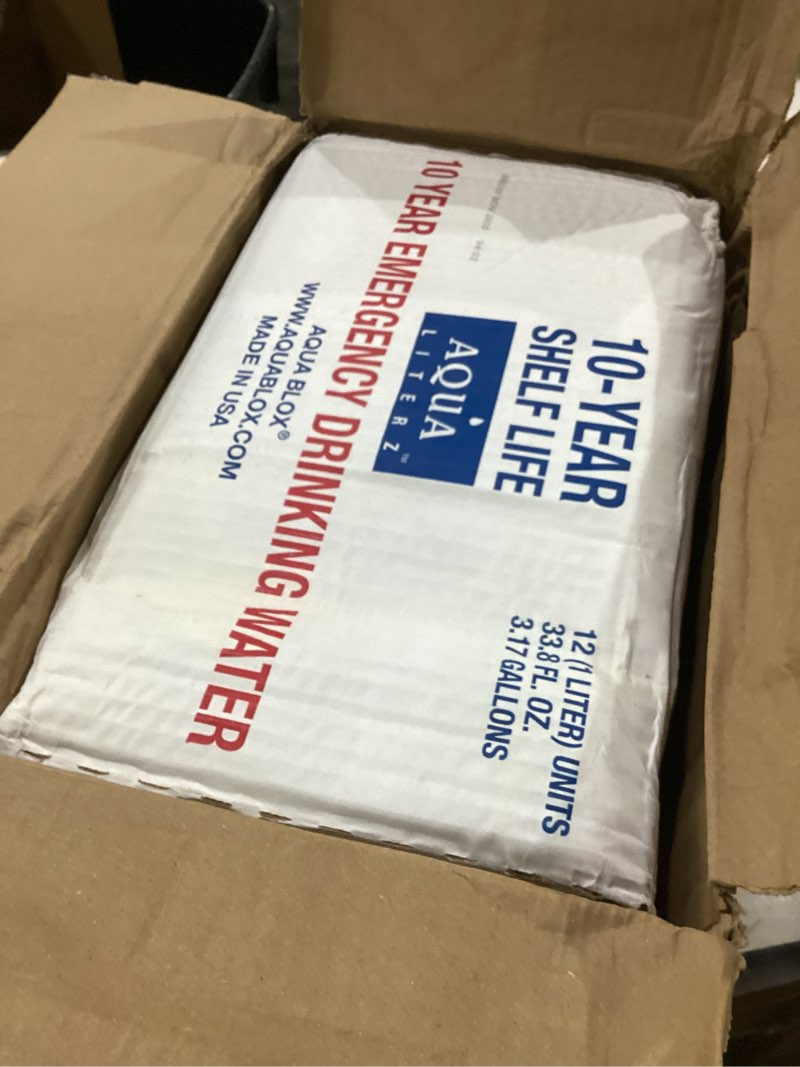 10-YEAR
SHELF LIFE
AQUA
LITERZ™
12 (1 LITER) UNITS
33.8 FL. OZ.
3.17 GALLONS
10 YEAR EMERGENCY DRINKING WATER
AQUA BLOX®
WWW.AQUABLOX.COM
MADE IN USA